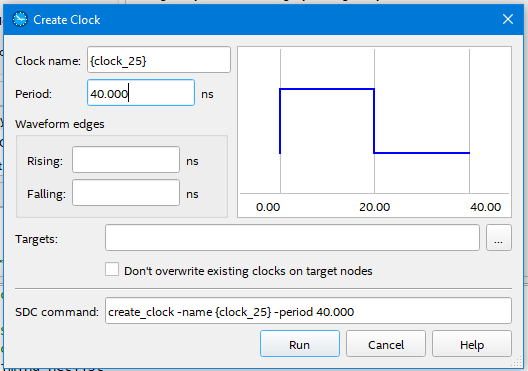 Create Clock
Clock name: {clock_25}
Period: 40.000 ns
Waveform edges
Rising: ns
Falling: ns
0.00 20.00 40.00
Targets: ...
Don't overwrite existing clocks on target nodes
SDC command: create_clock -name {clock_25} -period 40.000
Run Cancel Help